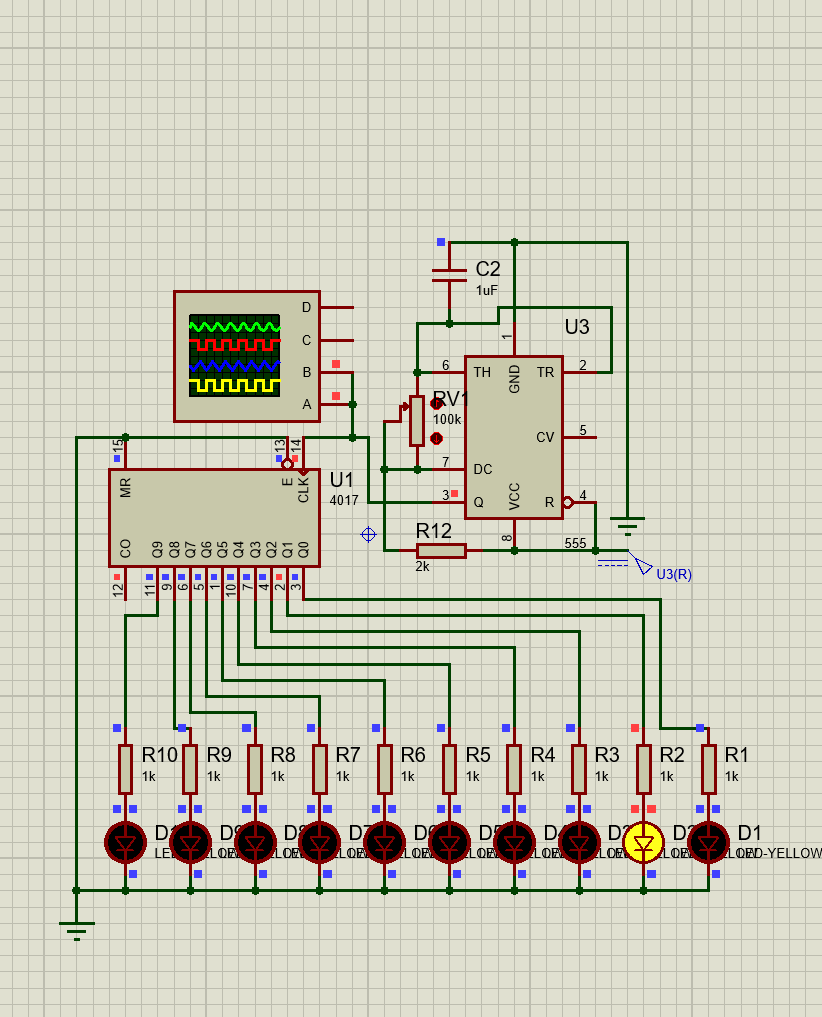 C2
1uF
U3
1
6
TH
GND
TR
2
RV1
100k
CV
5
7
DC
3
Q
VCC
R
4
8
555
R12
2k
U3(R)
D
C
B
A
15
13
14
MR
E
CLK
U1
4017
CO
Q9
Q8
Q7
Q6
Q5
Q4
Q3
Q2
Q1
Q0
12
11
9
6
5
1
10
7
4
2
3
R10
1k
R9
1k
R8
1k
R7
1k
R6
1k
R5
1k
R4
1k
R3
1k
R2
1k
R1
1k
D1
LED-YELLOW